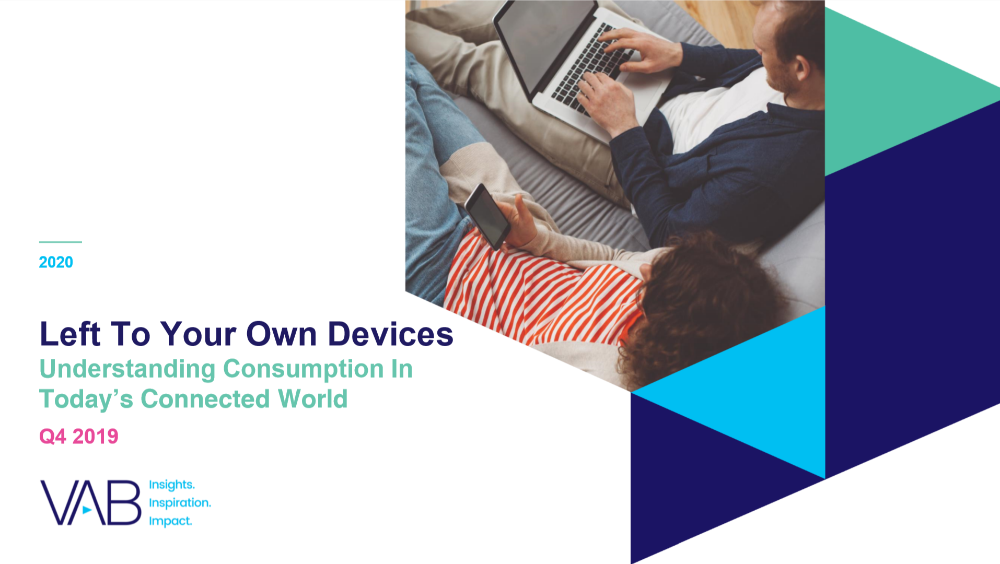 2020
Left To Your Own Devices
Understanding Consumption In
Today’s Connected World
Q4 2019
VAB
Insights.
Inspiration.
Impact.